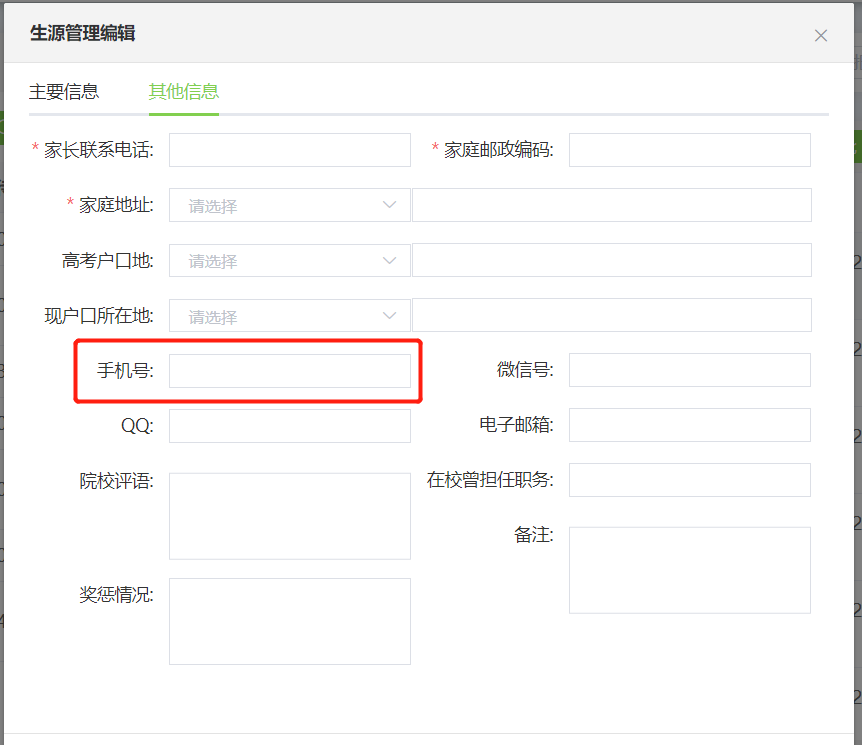 生源管理编辑
主要信息 其他信息
* 家长联系电话: * 家庭邮政编码:
* 家庭地址: 请选择
高考户口地: 请选择
现户口所在地: 请选择
手机号: 微信号:
QQ: 电子邮箱:
院校评语: 在校曾担任职务:
备注:
奖惩情况: